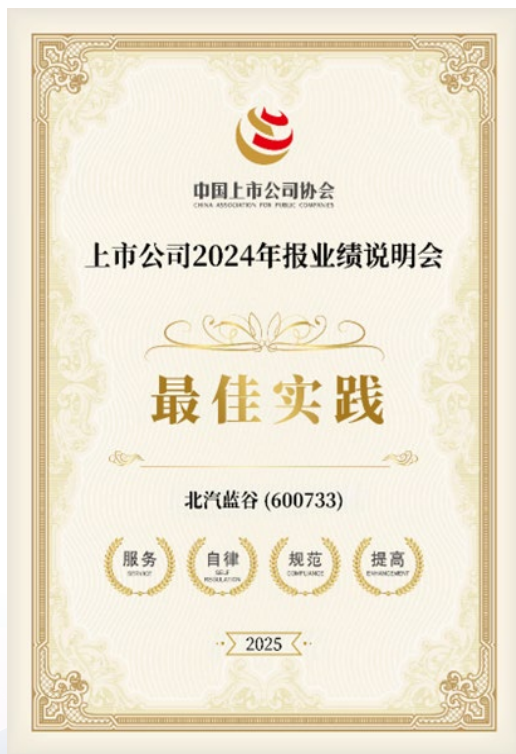 中国上市公司协会
CHINA ASSOCIATION FOR PUBLIC COMPANIES
上市公司2024年报业绩说明会
最佳实践
北汽蓝谷 (600733)
服务 自律 规范 提高
SERVICE SELF REGULATION COMPLIANCE ENHANCEMENT
2025